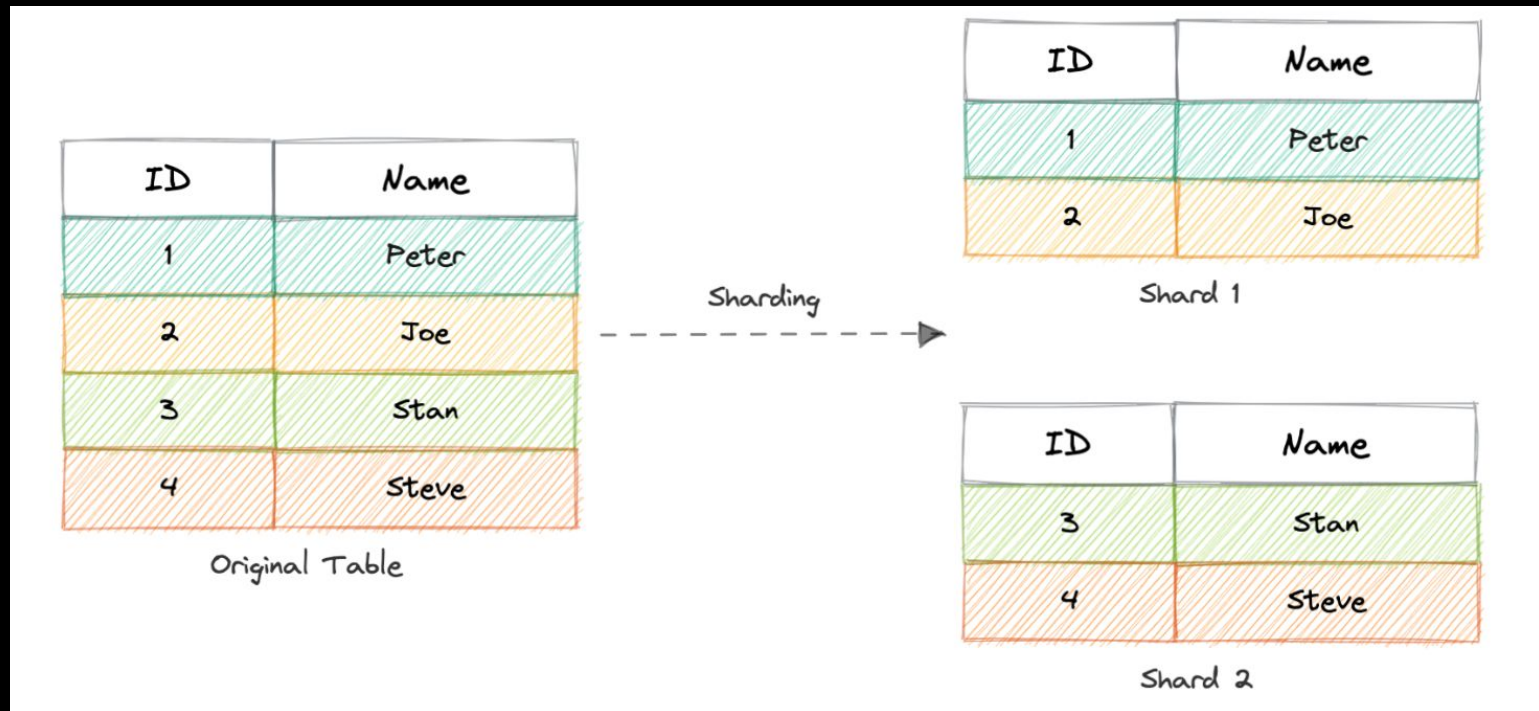 ID Name
1 Peter
2 Joe
3 Stan
4 Steve
Original Table
Sharding
ID Name
1 Peter
2 Joe
Shard 1
ID Name
3 Stan
4 Steve
Shard 2